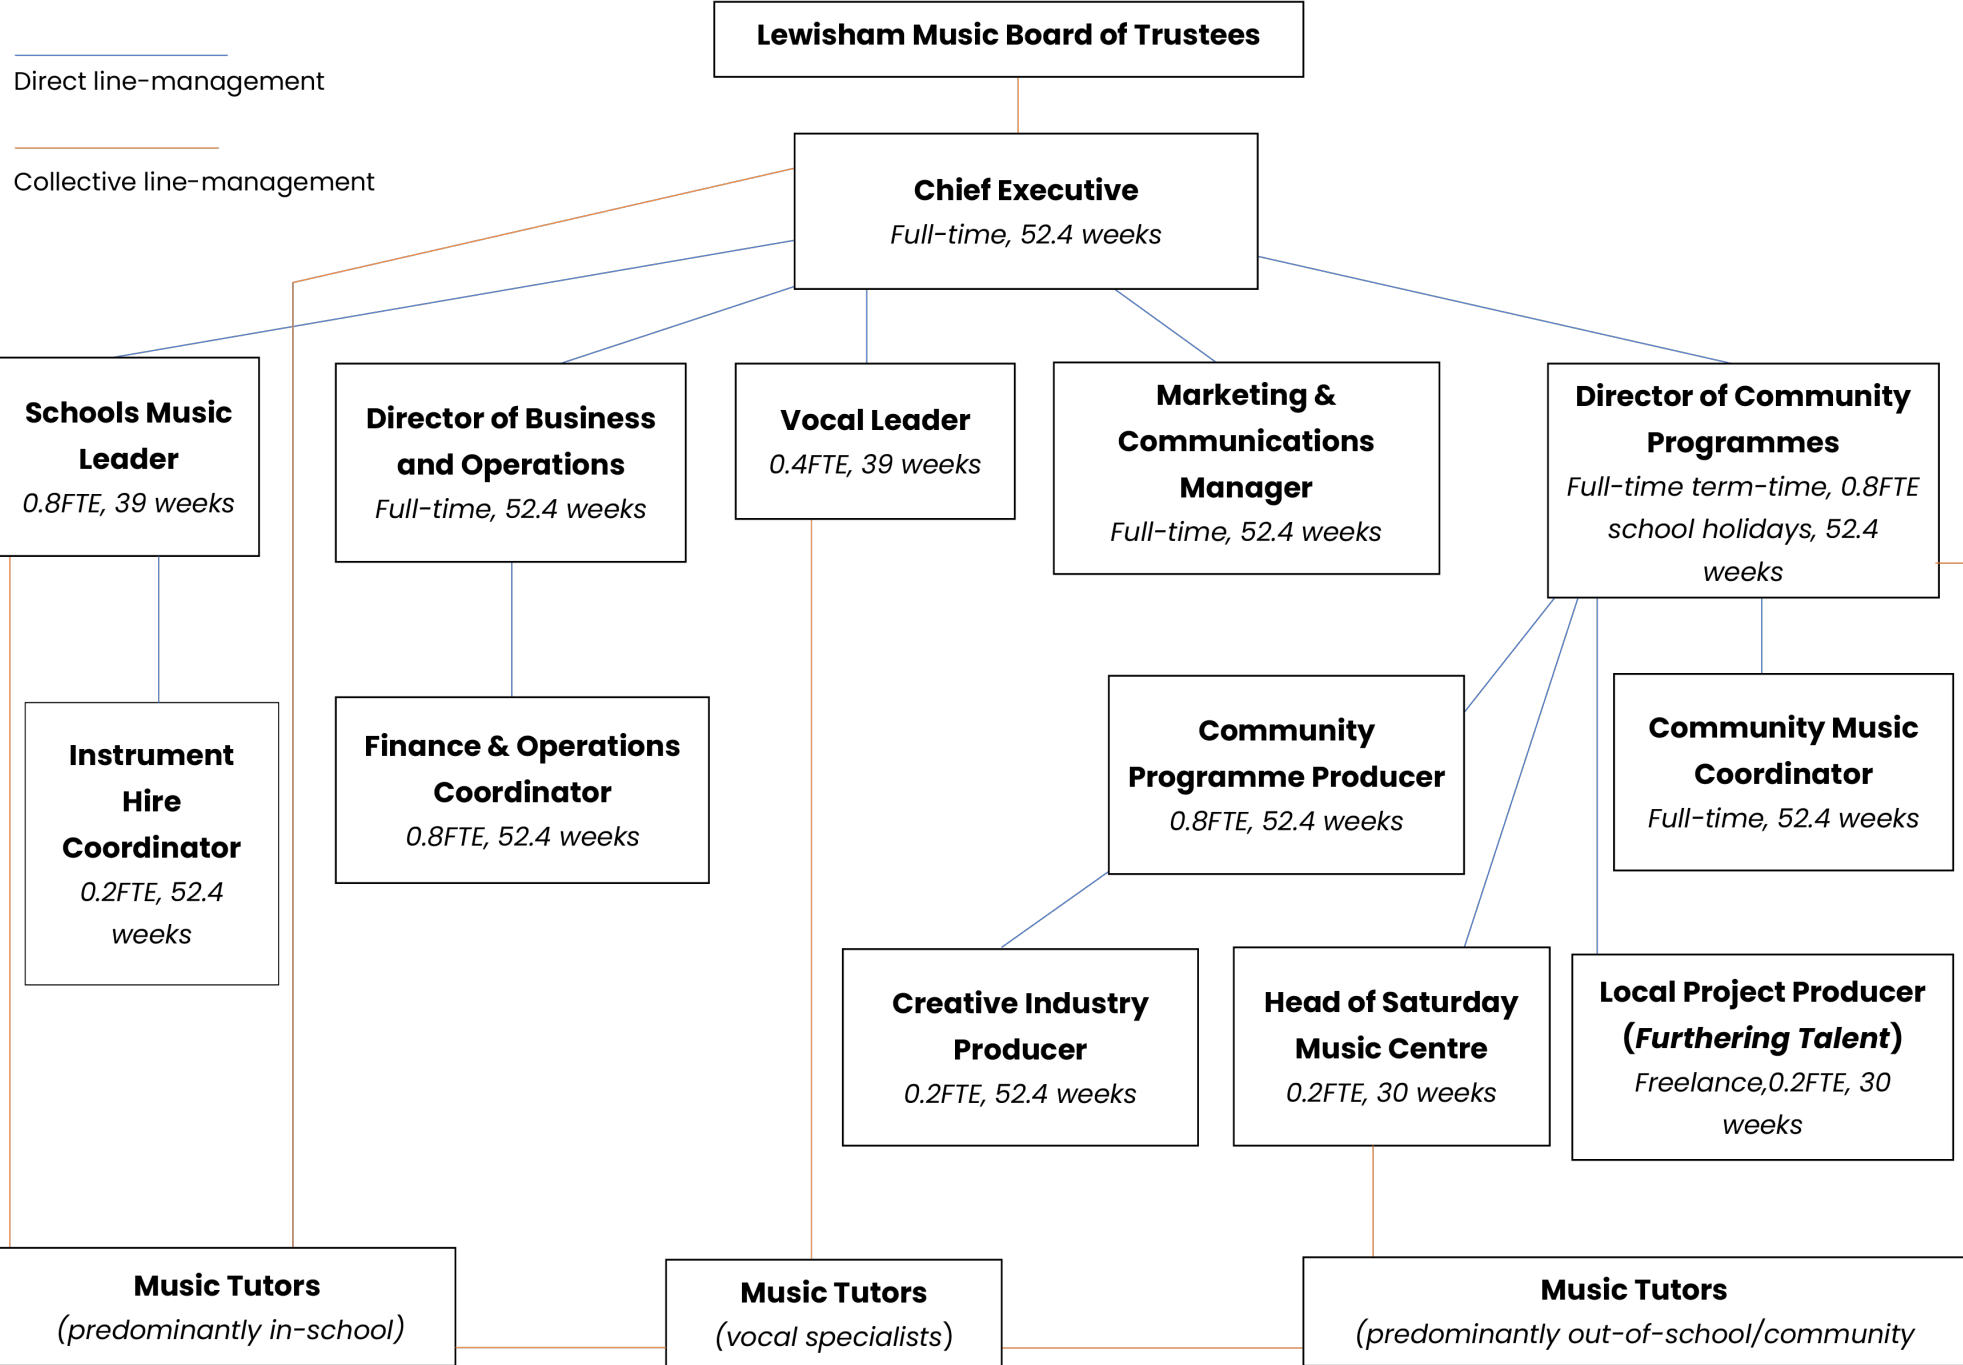 Lewisham Music Board of Trustees
Direct line-management
Collective line-management
Chief Executive
Full-time, 52.4 weeks
Schools Music
Leader
0.8FTE, 39 weeks
Director of Business
and Operations
Full-time, 52.4 weeks
Vocal Leader
0.4FTE, 39 weeks
Marketing &
Communications
Manager
Full-time, 52.4 weeks
Director of Community
Programmes
Full-time term-time, 0.8FTE
school holidays, 52.4
weeks
Instrument
Hire
Coordinator
0.2FTE, 52.4
weeks
Finance & Operations
Coordinator
0.8FTE, 52.4 weeks
Community
Programme Producer
0.8FTE, 52.4 weeks
Community Music
Coordinator
Full-time, 52.4 weeks
Creative Industry
Producer
0.2FTE, 52.4 weeks
Head of Saturday
Music Centre
0.2FTE, 30 weeks
Local Project Producer
(Furthering Talent)
Freelance,0.2FTE, 30
weeks
Music Tutors
(predominantly in-school)
Music Tutors
(vocal specialists)
Music Tutors
(predominantly out-of-school/community